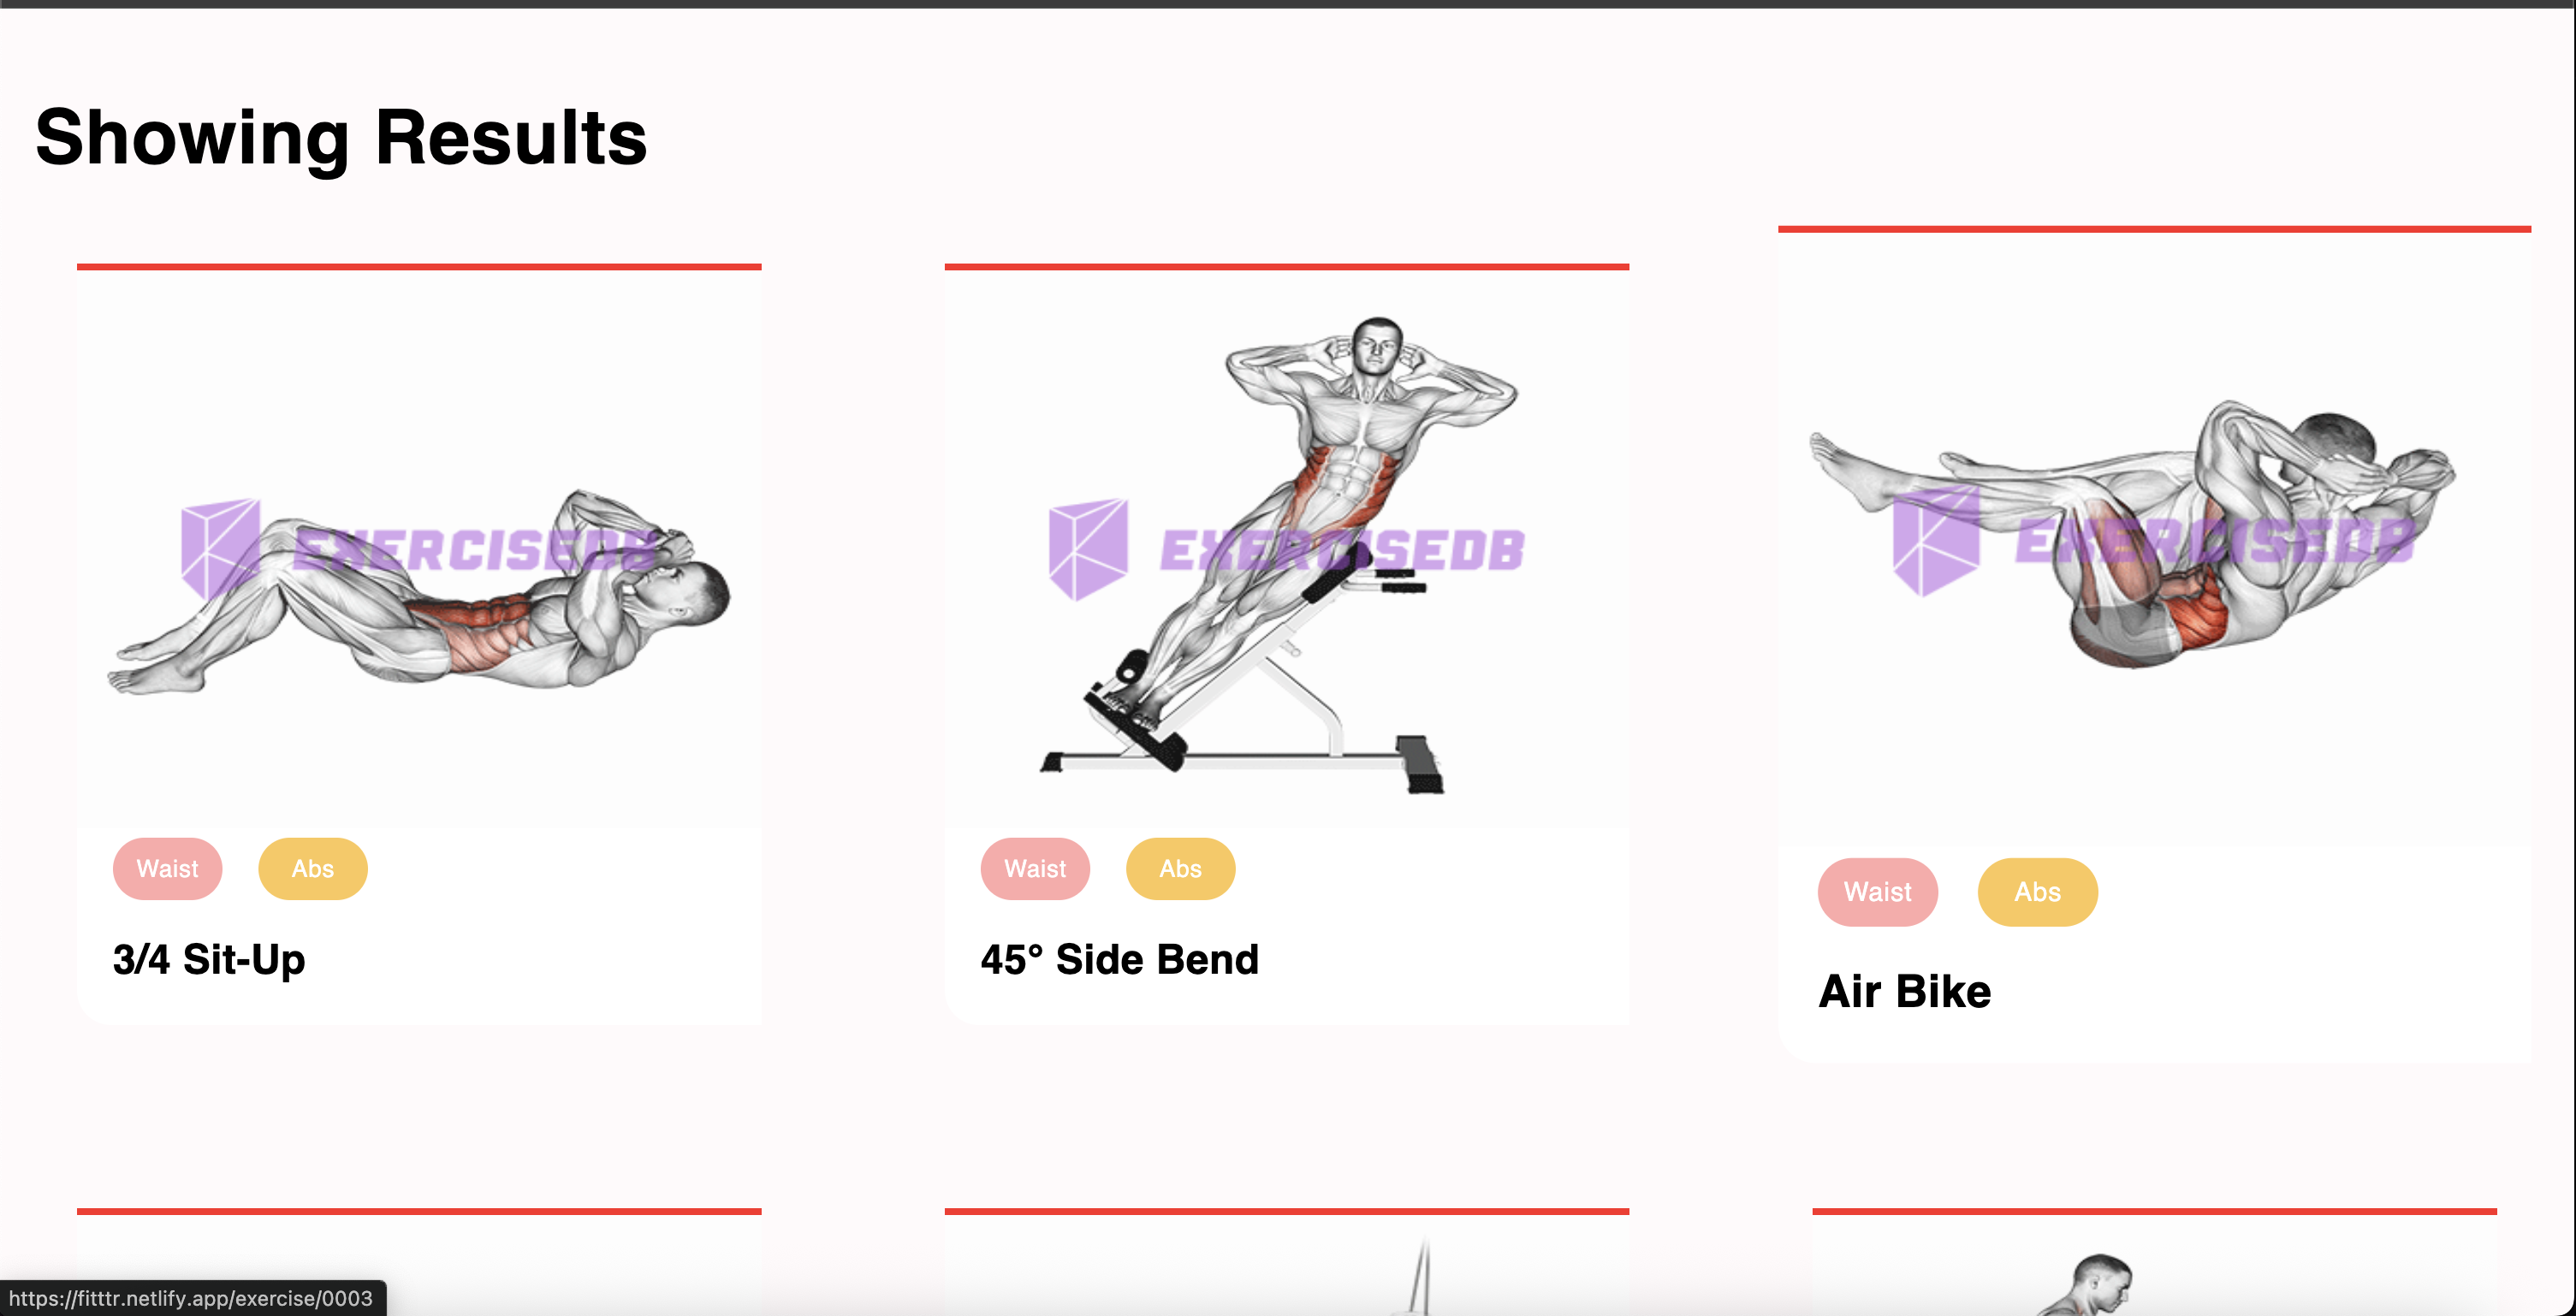 Showing Results
EXERCISEDB
EXERCISEDB
EXERCISEDB
Waist Abs
Waist Abs
Waist Abs
3/4 Sit-Up
45° Side Bend
Air Bike
https://fitttr.netlify.app/exercise/0003